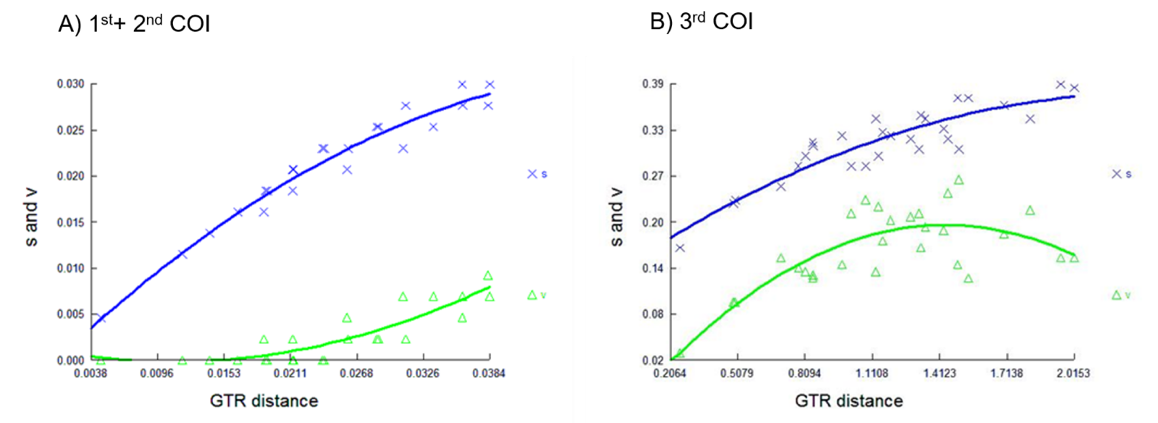 A) 1st+ 2nd COI
0.030
0.025
0.020
0.015
0.010
0.005
0.000
s and v
0.0038 0.0096 0.0153 0.0211 0.0268 0.0326 0.0384
GTR distance
s
v
B) 3rd COI
0.39
0.33
0.27
0.20
0.14
0.08
0.02
s and v
0.2064 0.5079 0.8094 1.1108 1.4123 1.7138 2.0153
GTR distance
s
v